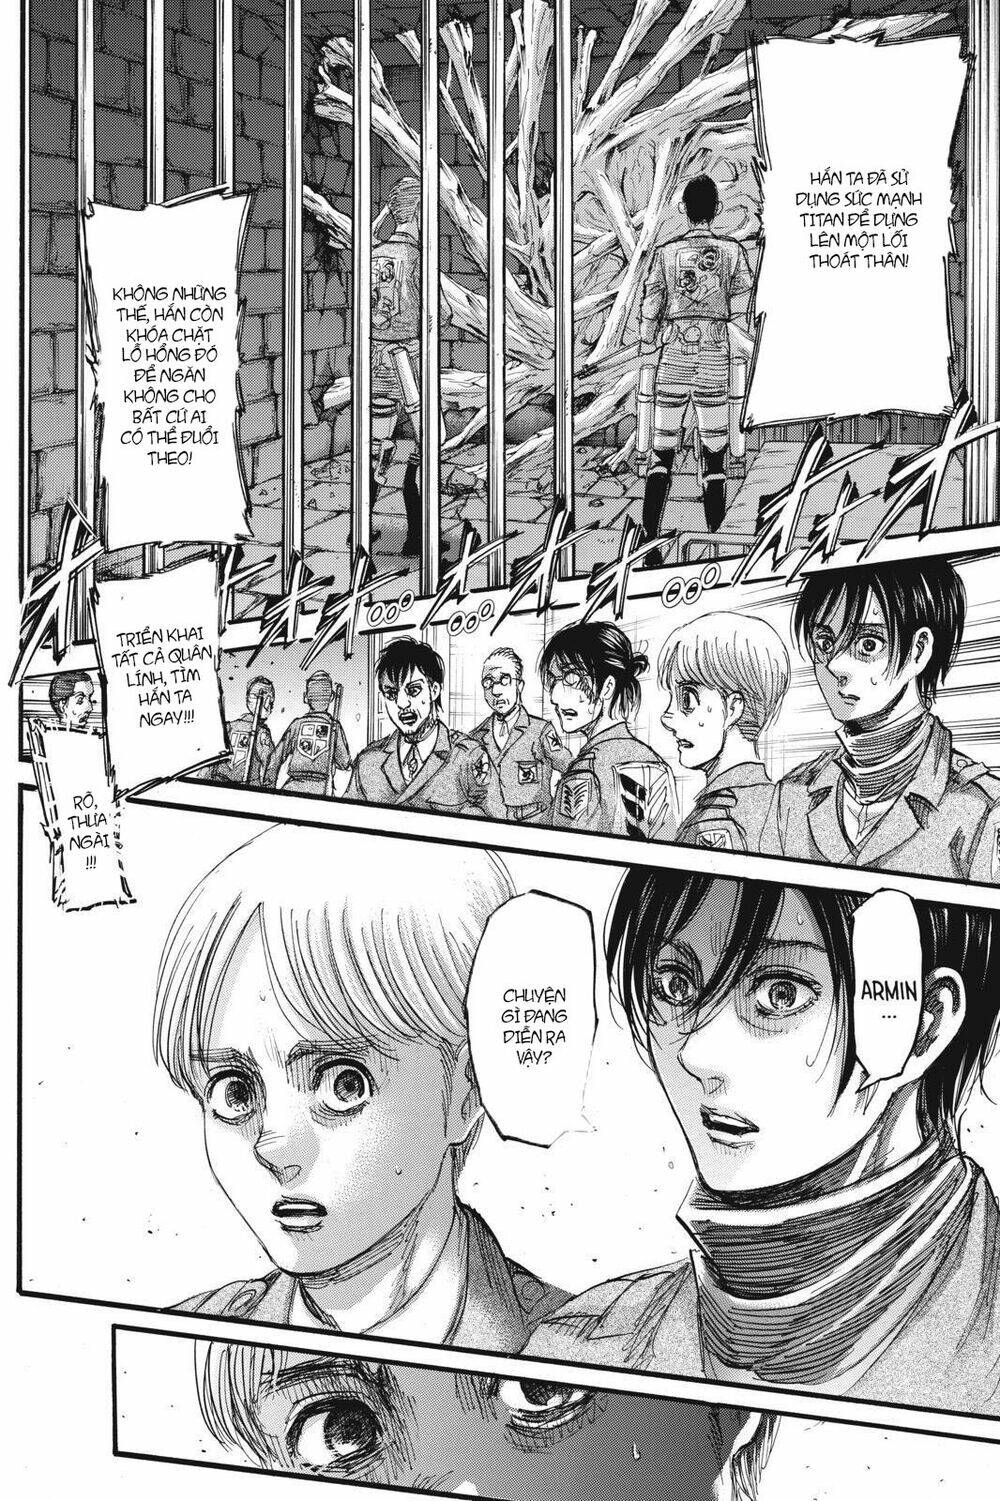 HẮN TA ĐÃ SỬ
DỤNG SỨC MẠNH
TITAN ĐỂ DỰNG
LÊN MỘT LỐI
THOÁT THÂN!
KHÔNG NHỮNG
THẾ, HẮN CÒN
KHÓA CHẶT
LỖ HỔNG ĐÓ
ĐỂ NGĂN
KHÔNG CHO
BẤT CỨ AI
CÓ THỂ ĐUỔI
THEO!
TRIỂN KHAI
TẤT CẢ QUÂN
LÍNH, TÌM
HẮN TA
NGAY!!!
RÕ,
THƯA
NGÀI
!!!
ARMIN
...
CHUYỆN
GÌ ĐANG
DIỄN RA
VẬY?